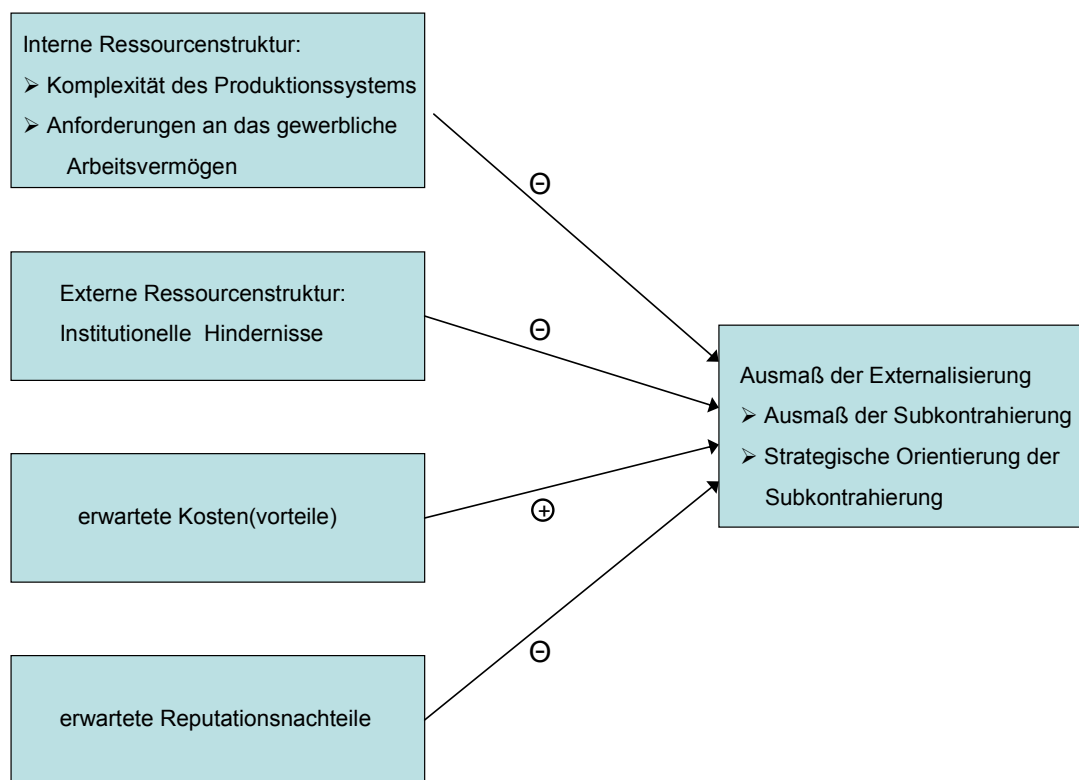 Interne Ressourcenstruktur:
➢ Komplexität des Produktionssystems
➢ Anforderungen an das gewerbliche
Arbeitsvermögen
⊖
Externe Ressourcenstruktur:
Institutionelle Hindernisse
⊖
erwartete Kosten(vorteile)
⊕
erwartete Reputationsnachteile
⊖
Ausmaß der Externalisierung
➢ Ausmaß der Subkontrahierung
➢ Strategische Orientierung der
Subkontrahierung